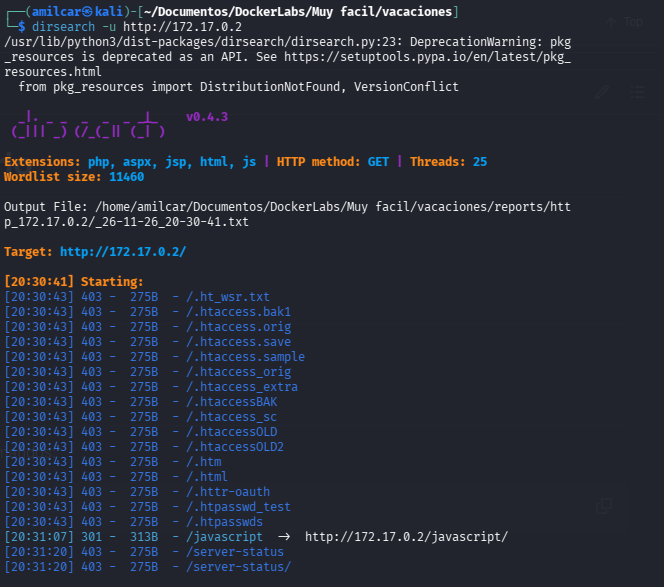 ┌──(amilcar㉿kali)-[~/Documentos/DockerLabs/Muy facil/vacaciones]
└─$ dirsearch -u http://172.17.0.2
/usr/lib/python3/dist-packages/dirsearch/dirsearch.py:23: DeprecationWarning: pkg
_resources is deprecated as an API. See https://setuptools.pypa.io/en/latest/pkg_
resources.html
  from pkg_resources import DistributionNotFound, VersionConflict

  _|. _ _  _  _  _ _|_    v0.4.3
 (_||| _) (/_(_|| (_| )

Extensions: php, aspx, jsp, html, js | HTTP method: GET | Threads: 25
Wordlist size: 11460

Output File: /home/amilcar/Documentos/DockerLabs/Muy facil/vacaciones/reports/htt
p_172.17.0.2/_26-11-26_20-30-41.txt

Target: http://172.17.0.2/

[20:30:41] Starting:
[20:30:43] 403 -  275B  - /.ht_wsr.txt
[20:30:43] 403 -  275B  - /.htaccess.bak1
[20:30:43] 403 -  275B  - /.htaccess.orig
[20:30:43] 403 -  275B  - /.htaccess.save
[20:30:43] 403 -  275B  - /.htaccess.sample
[20:30:43] 403 -  275B  - /.htaccess_orig
[20:30:43] 403 -  275B  - /.htaccess_extra
[20:30:43] 403 -  275B  - /.htaccessBAK
[20:30:43] 403 -  275B  - /.htaccess_sc
[20:30:43] 403 -  275B  - /.htaccessOLD
[20:30:43] 403 -  275B  - /.htaccessOLD2
[20:30:43] 403 -  275B  - /.htm
[20:30:43] 403 -  275B  - /.html
[20:30:43] 403 -  275B  - /.httr-oauth
[20:30:43] 403 -  275B  - /.htpasswd_test
[20:30:43] 403 -  275B  - /.htpasswds
[20:31:07] 301 -  313B  - /javascript  ->  http://172.17.0.2/javascript/
[20:31:20] 403 -  275B  - /server-status
[20:31:20] 403 -  275B  - /server-status/
↑ Top